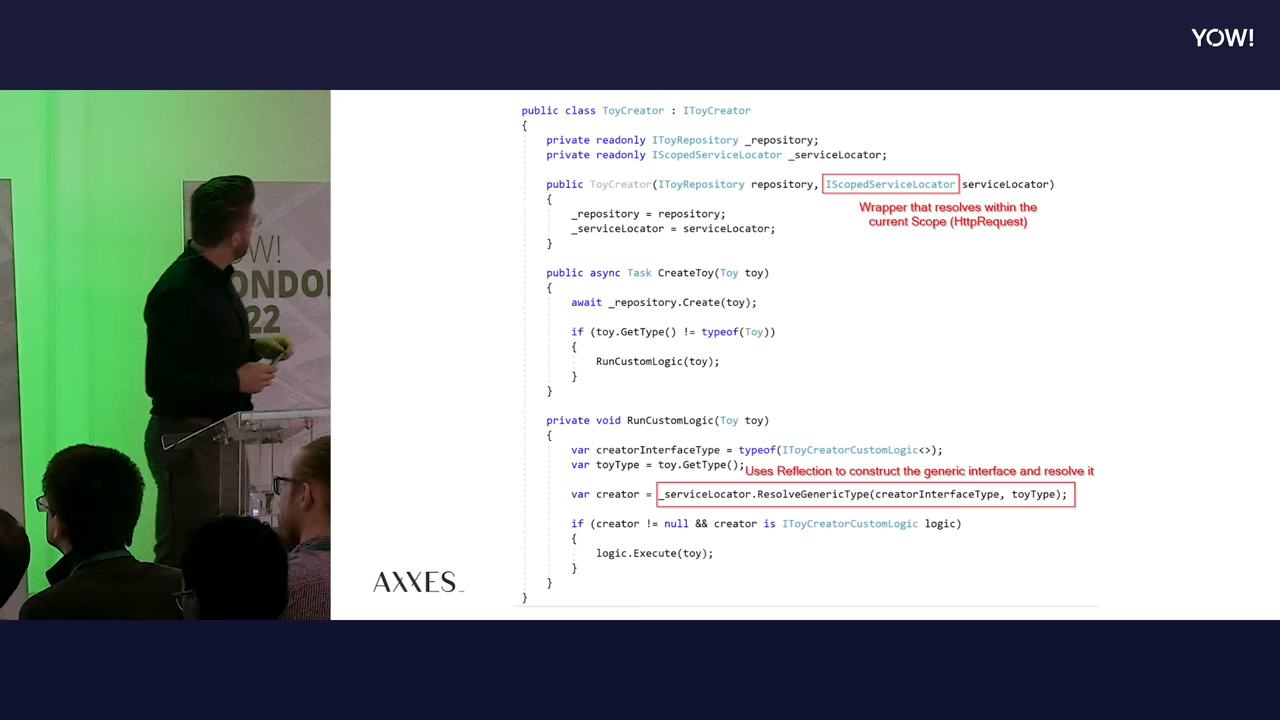 YOW!
OW!
ONDO
22
public class ToyCreator : IToyCreator
{
private readonly IToyRepository _repository;
private readonly IScopedServiceLocator _serviceLocator;
public ToyCreator(IToyRepository repository, IScopedServiceLocator serviceLocator)
Wrapper that resolves within the
current Scope (HttpRequest)
{
_repository = repository;
_serviceLocator = serviceLocator;
}
public async Task CreateToy(Toy toy)
{
await _repository.Create(toy);
if (toy.GetType() != typeof(Toy))
{
RunCustomLogic(toy);
}
}
private void RunCustomLogic(Toy toy)
{
var creatorInterfaceType = typeof(IToyCreatorCustomLogic<>);
var toyType = toy.GetType();
Uses Reflection to construct the generic interface and resolve it
var creator = _serviceLocator.ResolveGenericType(creatorInterfaceType, toyType);
if (creator != null && creator is IToyCreatorCustomLogic logic)
{
logic.Execute(toy);
}
}
}
AXXES_